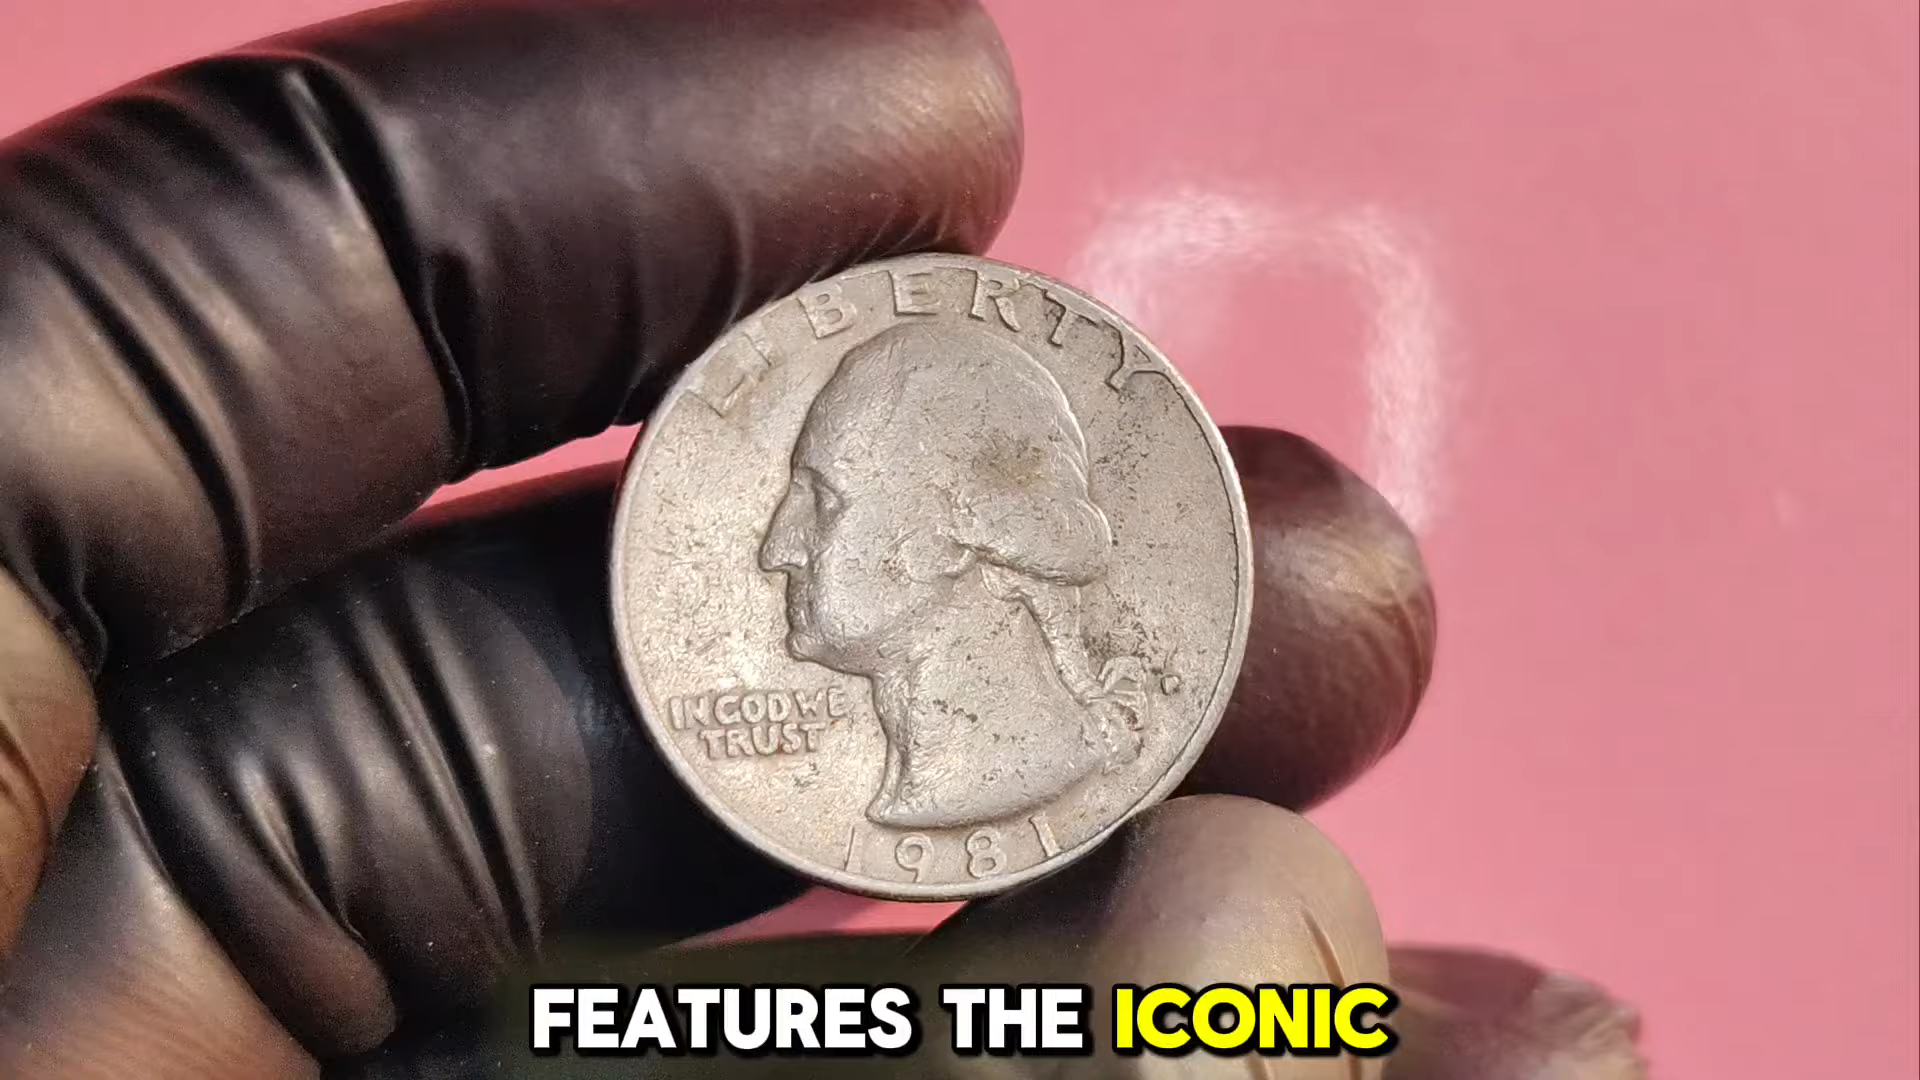 LIBERTY
IN GOD WE
TRUST
1981
FEATURES THE ICONIC